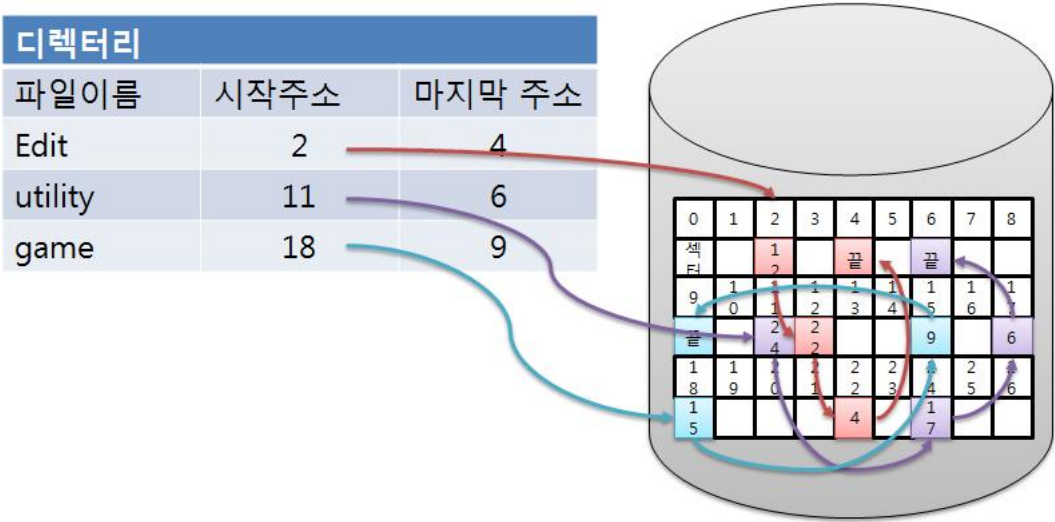 디렉터리
파일이름 시작주소 마지막 주소
Edit 2 4
utility 11 6
game 18 9
0 1 2 3 4 5 6 7 8
섹터 12 끝 끝
9 10 11 12 13 14 15 16 17
끝 24 22 9 6
18 19 20 21 22 23 24 25 26
15 4 17